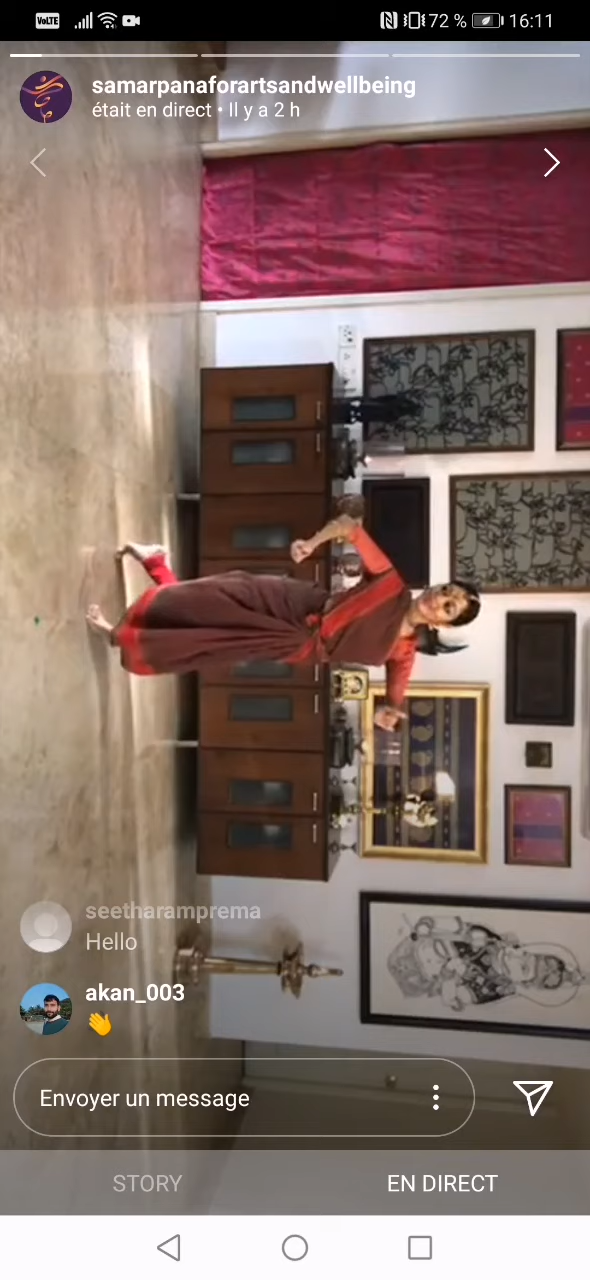 VoLTE 72 % 16:11
samarpanaforartsandwellbeing
était en direct • Il y a 2 h
seetharamprema
Hello
akan_003
👋
Envoyer un message
STORY EN DIRECT